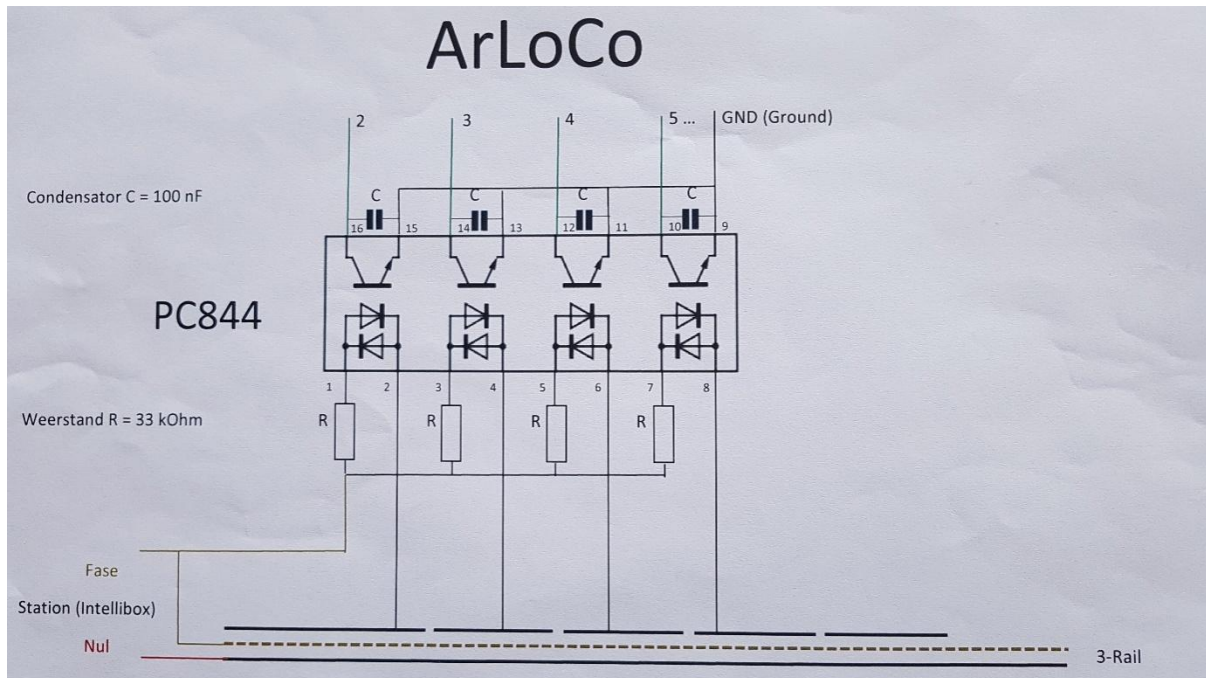 ArLoCo
2
3
4
5 ...
GND (Ground)
Condensator C = 100 nF
C
C
C
C
16
15
14
13
12
11
10
9
PC844
1
2
3
4
5
6
7
8
Weerstand R = 33 kOhm
R
R
R
R
Fase
Station (Intellibox)
Nul
3-Rail